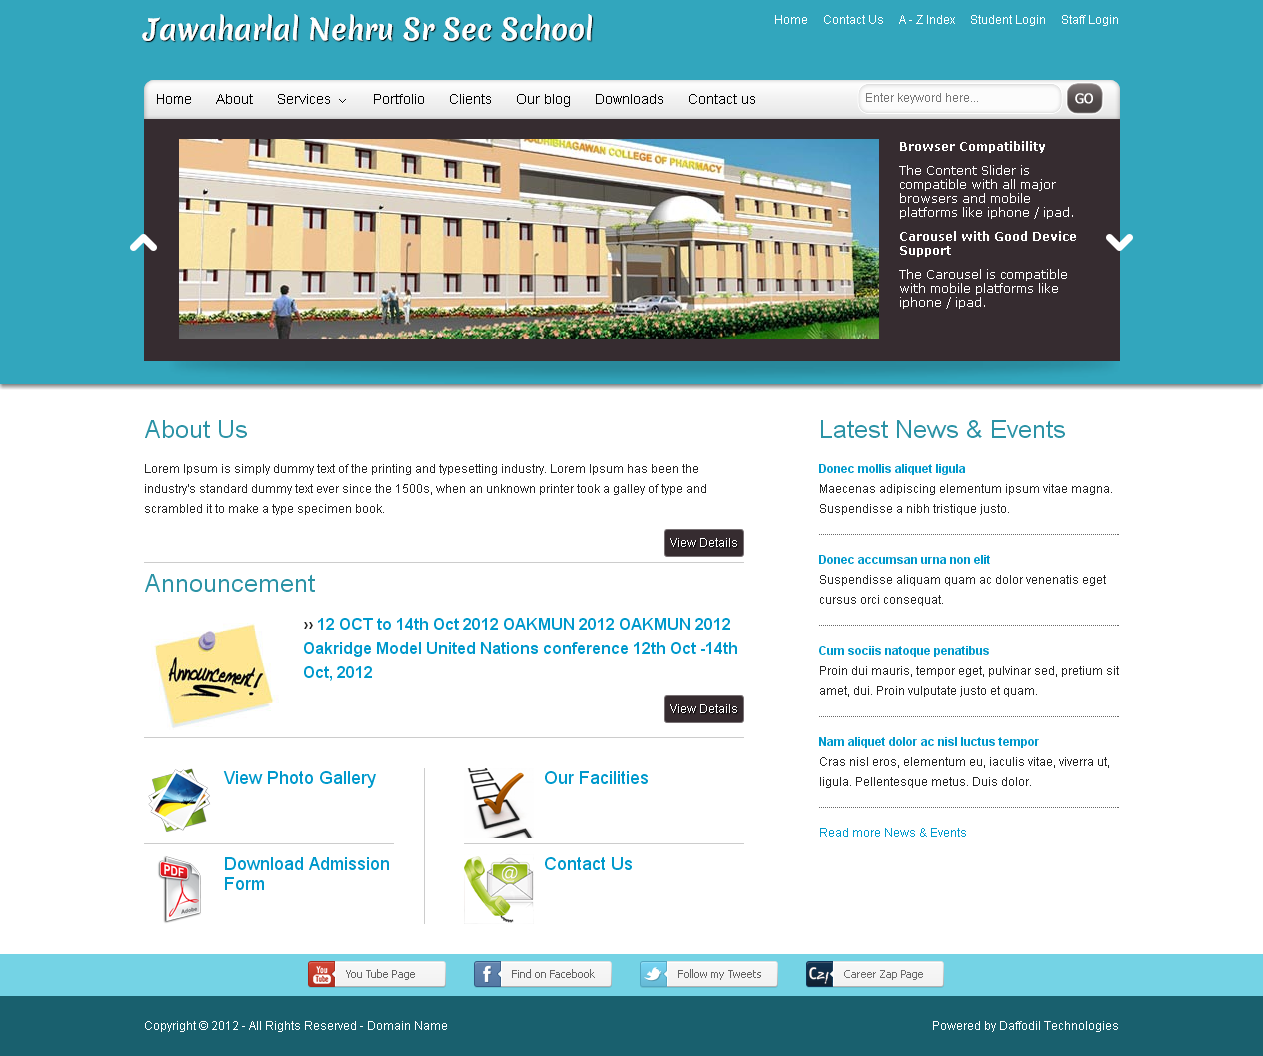 Jawaharlal Nehru Sr Sec School
Home Contact Us A - Z Index Student Login Staff Login
Home About Services Portfolio Clients Our blog Downloads Contact us
Enter keyword here... GO
COLLEGE OF PHARMACY
Browser Compatibility
The Content Slider is
compatible with all major
browsers and mobile
platforms like iphone / ipad.
Carousel with Good Device
Support
The Carousel is compatible
with mobile platforms like
iphone / ipad.
About Us
Lorem Ipsum is simply dummy text of the printing and typesetting industry. Lorem Ipsum has been the
industry's standard dummy text ever since the 1500s, when an unknown printer took a galley of type and
scrambled it to make a type specimen book.
View Details
Announcement
Announcement!
›› 12 OCT to 14th Oct 2012 OAKMUN 2012 OAKMUN 2012
Oakridge Model United Nations conference 12th Oct -14th
Oct, 2012
View Details
View Photo Gallery
Our Facilities
PDF
Adobe
Download Admission
Form
@
Contact Us
Latest News & Events
Donec mollis aliquet ligula
Maecenas adipiscing elementum ipsum vitae magna.
Suspendisse a nibh tristique justo.
Donec accumsan urna non elit
Suspendisse aliquam quam ac dolor venenatis eget
cursus orci consequat.
Cum sociis natoque penatibus
Proin dui mauris, tempor eget, pulvinar sed, pretium sit
amet, dui. Proin vulputate justo et quam.
Nam aliquet dolor ac nisl luctus tempor
Cras nisl eros, elementum eu, iaculis vitae, viverra ut,
ligula. Pellentesque metus. Duis dolor.
Read more News & Events
You Tube You Tube Page
f Find on Facebook
Follow my Tweets
Cz Career Zap Page
Copyright © 2012 - All Rights Reserved - Domain Name
Powered by Daffodil Technologies